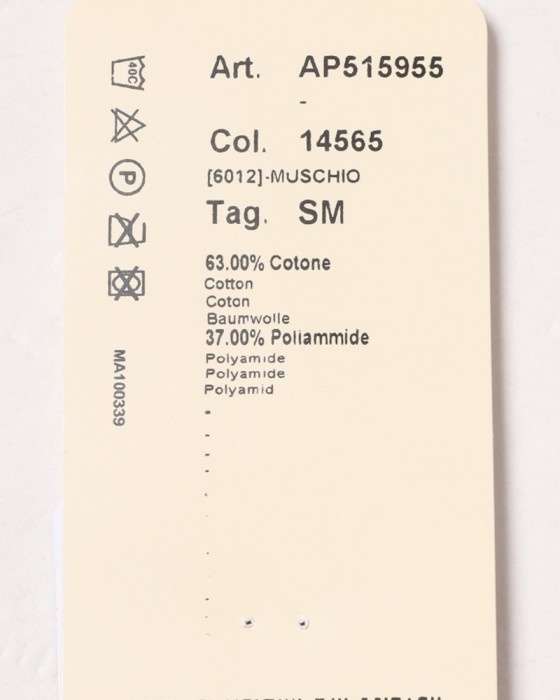 Art. AP515955
-
Col. 14565
[6012]-MUSCHIO
Tag. SM
63.00% Cotone
Cotton
Coton
Baumwolle
37.00% Poliammide
Polyamide
Polyamide
Polyamid
40C
P
MA100339